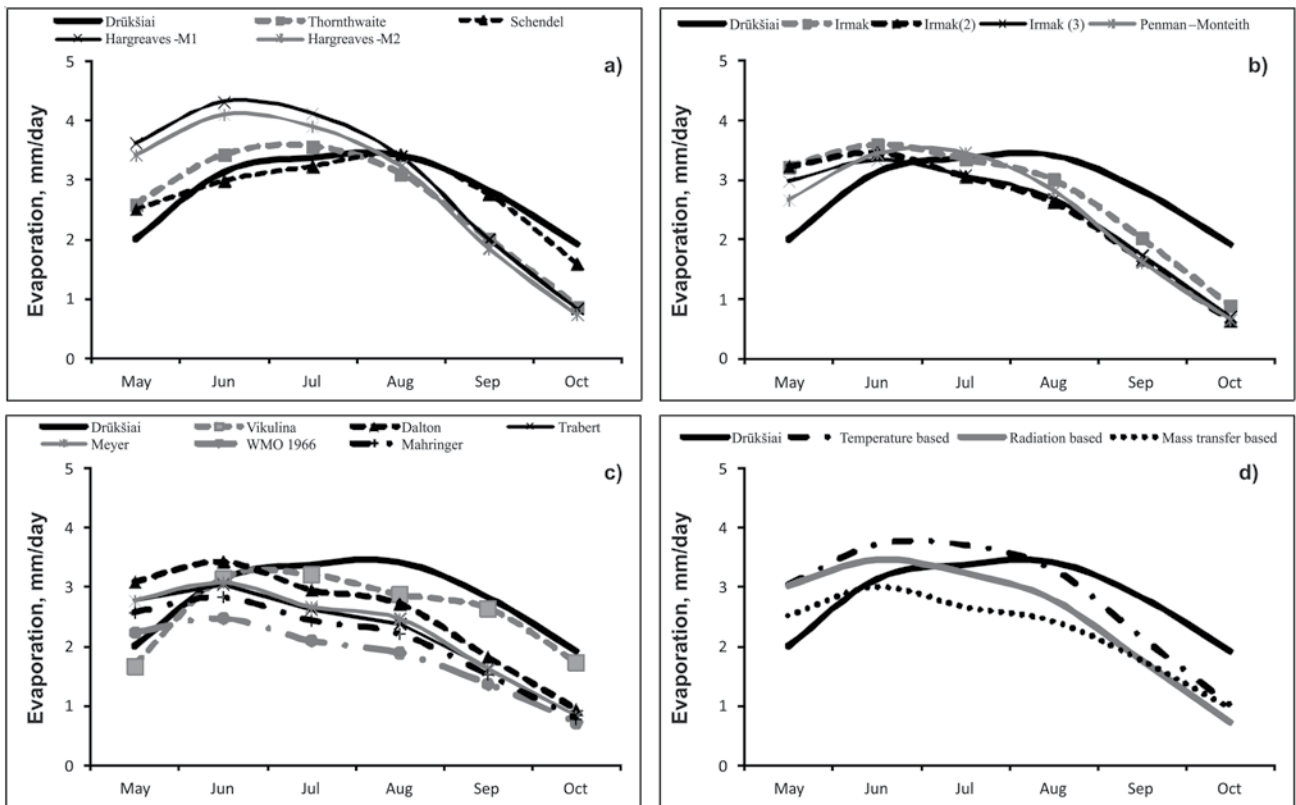 Drūkšiai Thornthwaite Schendel
Hargreaves -M1 Hargreaves -M2
a)
Evaporation, mm/day
5
4
3
2
1
0
May Jun Jul Aug Sep Oct
Drūkšiai Irmak Irmak(2) Irmak (3) Penman–Monteith
b)
Evaporation, mm/day
5
4
3
2
1
0
May Jun Jul Aug Sep Oct
Drūkšiai Vikulina Dalton Trabert
Meyer WMO 1966 Mahringer
c)
Evaporation, mm/day
5
4
3
2
1
0
May Jun Jul Aug Sep Oct
Drūkšiai Temperature based Radiation based Mass transfer based
d)
Evaporation, mm/day
5
4
3
2
1
0
May Jun Jul Aug Sep Oct